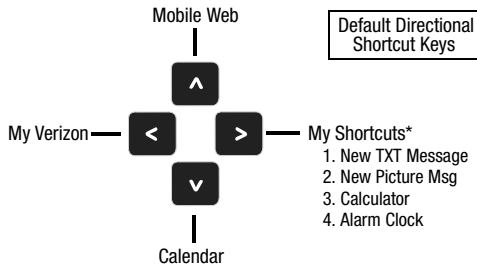 Mobile Web
Default Directional
Shortcut Keys
My Verizon
My Shortcuts*
1. New TXT Message
2. New Picture Msg
3. Calculator
4. Alarm Clock
Calendar